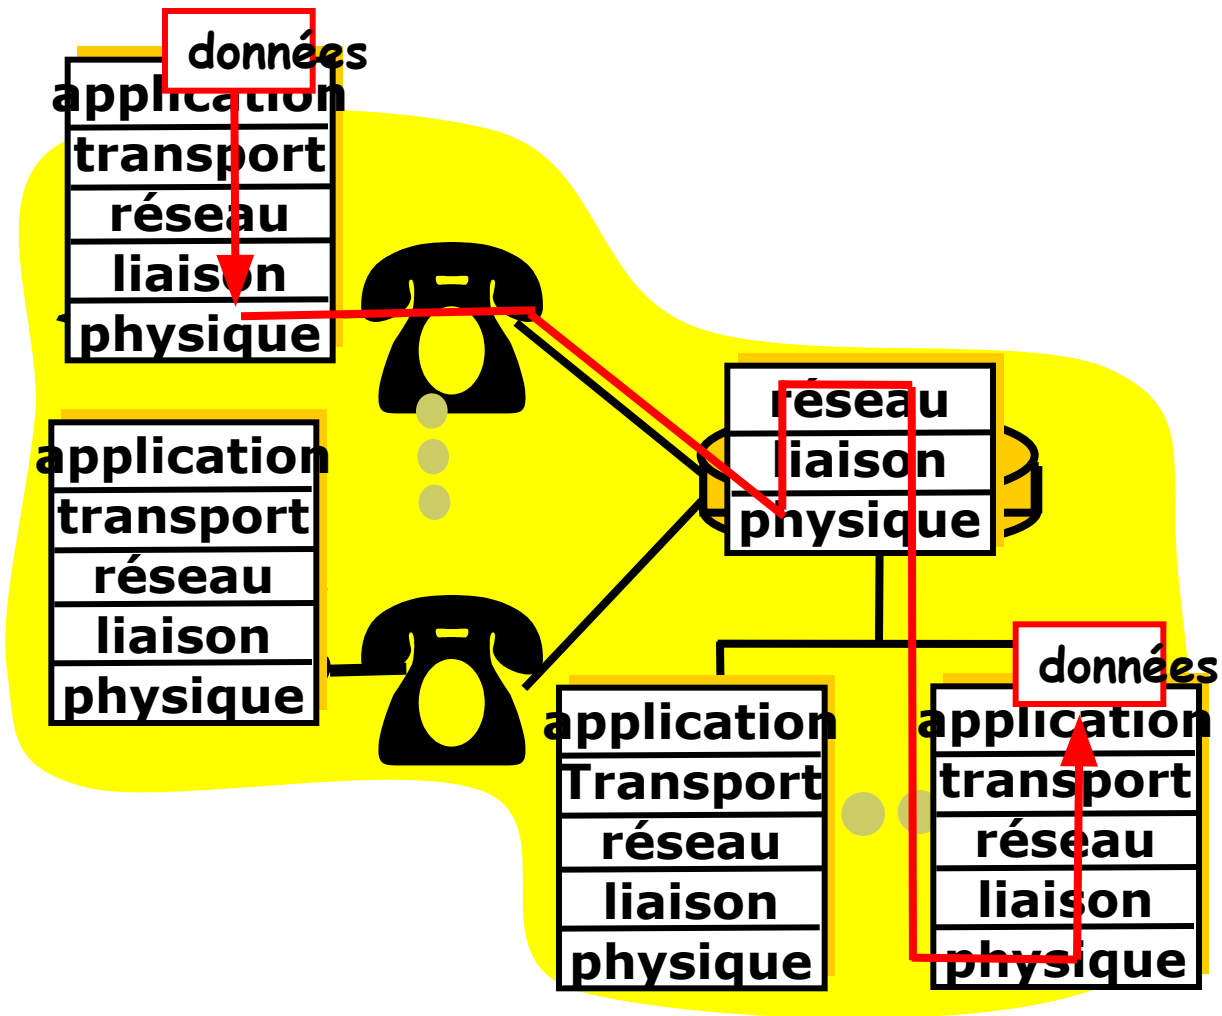 données
application
transport
réseau
liaison
physique
application
transport
réseau
liaison
physique
réseau
liaison
physique
application
Transport
réseau
liaison
physique
données
application
transport
réseau
liaison
physique